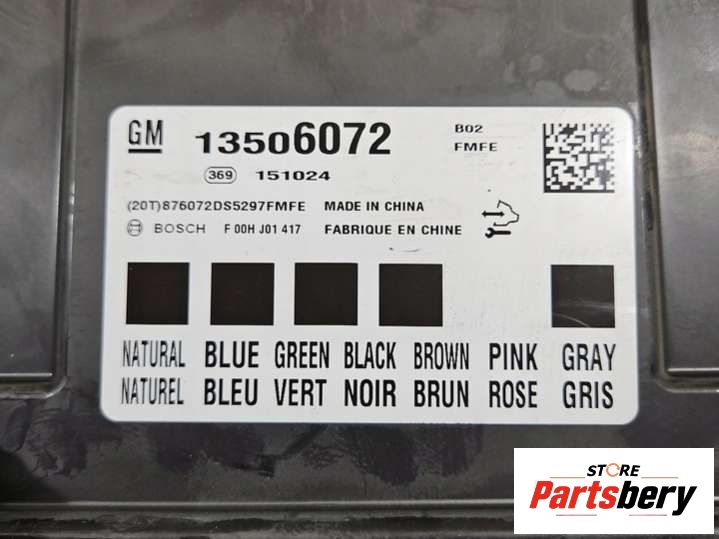 GM 13506072 B02
FMFE
369 151024
(20T)876072DS5297FMFE MADE IN CHINA
BOSCH F 00H J01 417 FABRIQUE EN CHINE
NATURAL BLUE GREEN BLACK BROWN PINK GRAY
NATUREL BLEU VERT NOIR BRUN ROSE GRIS
STORE
Partsbery